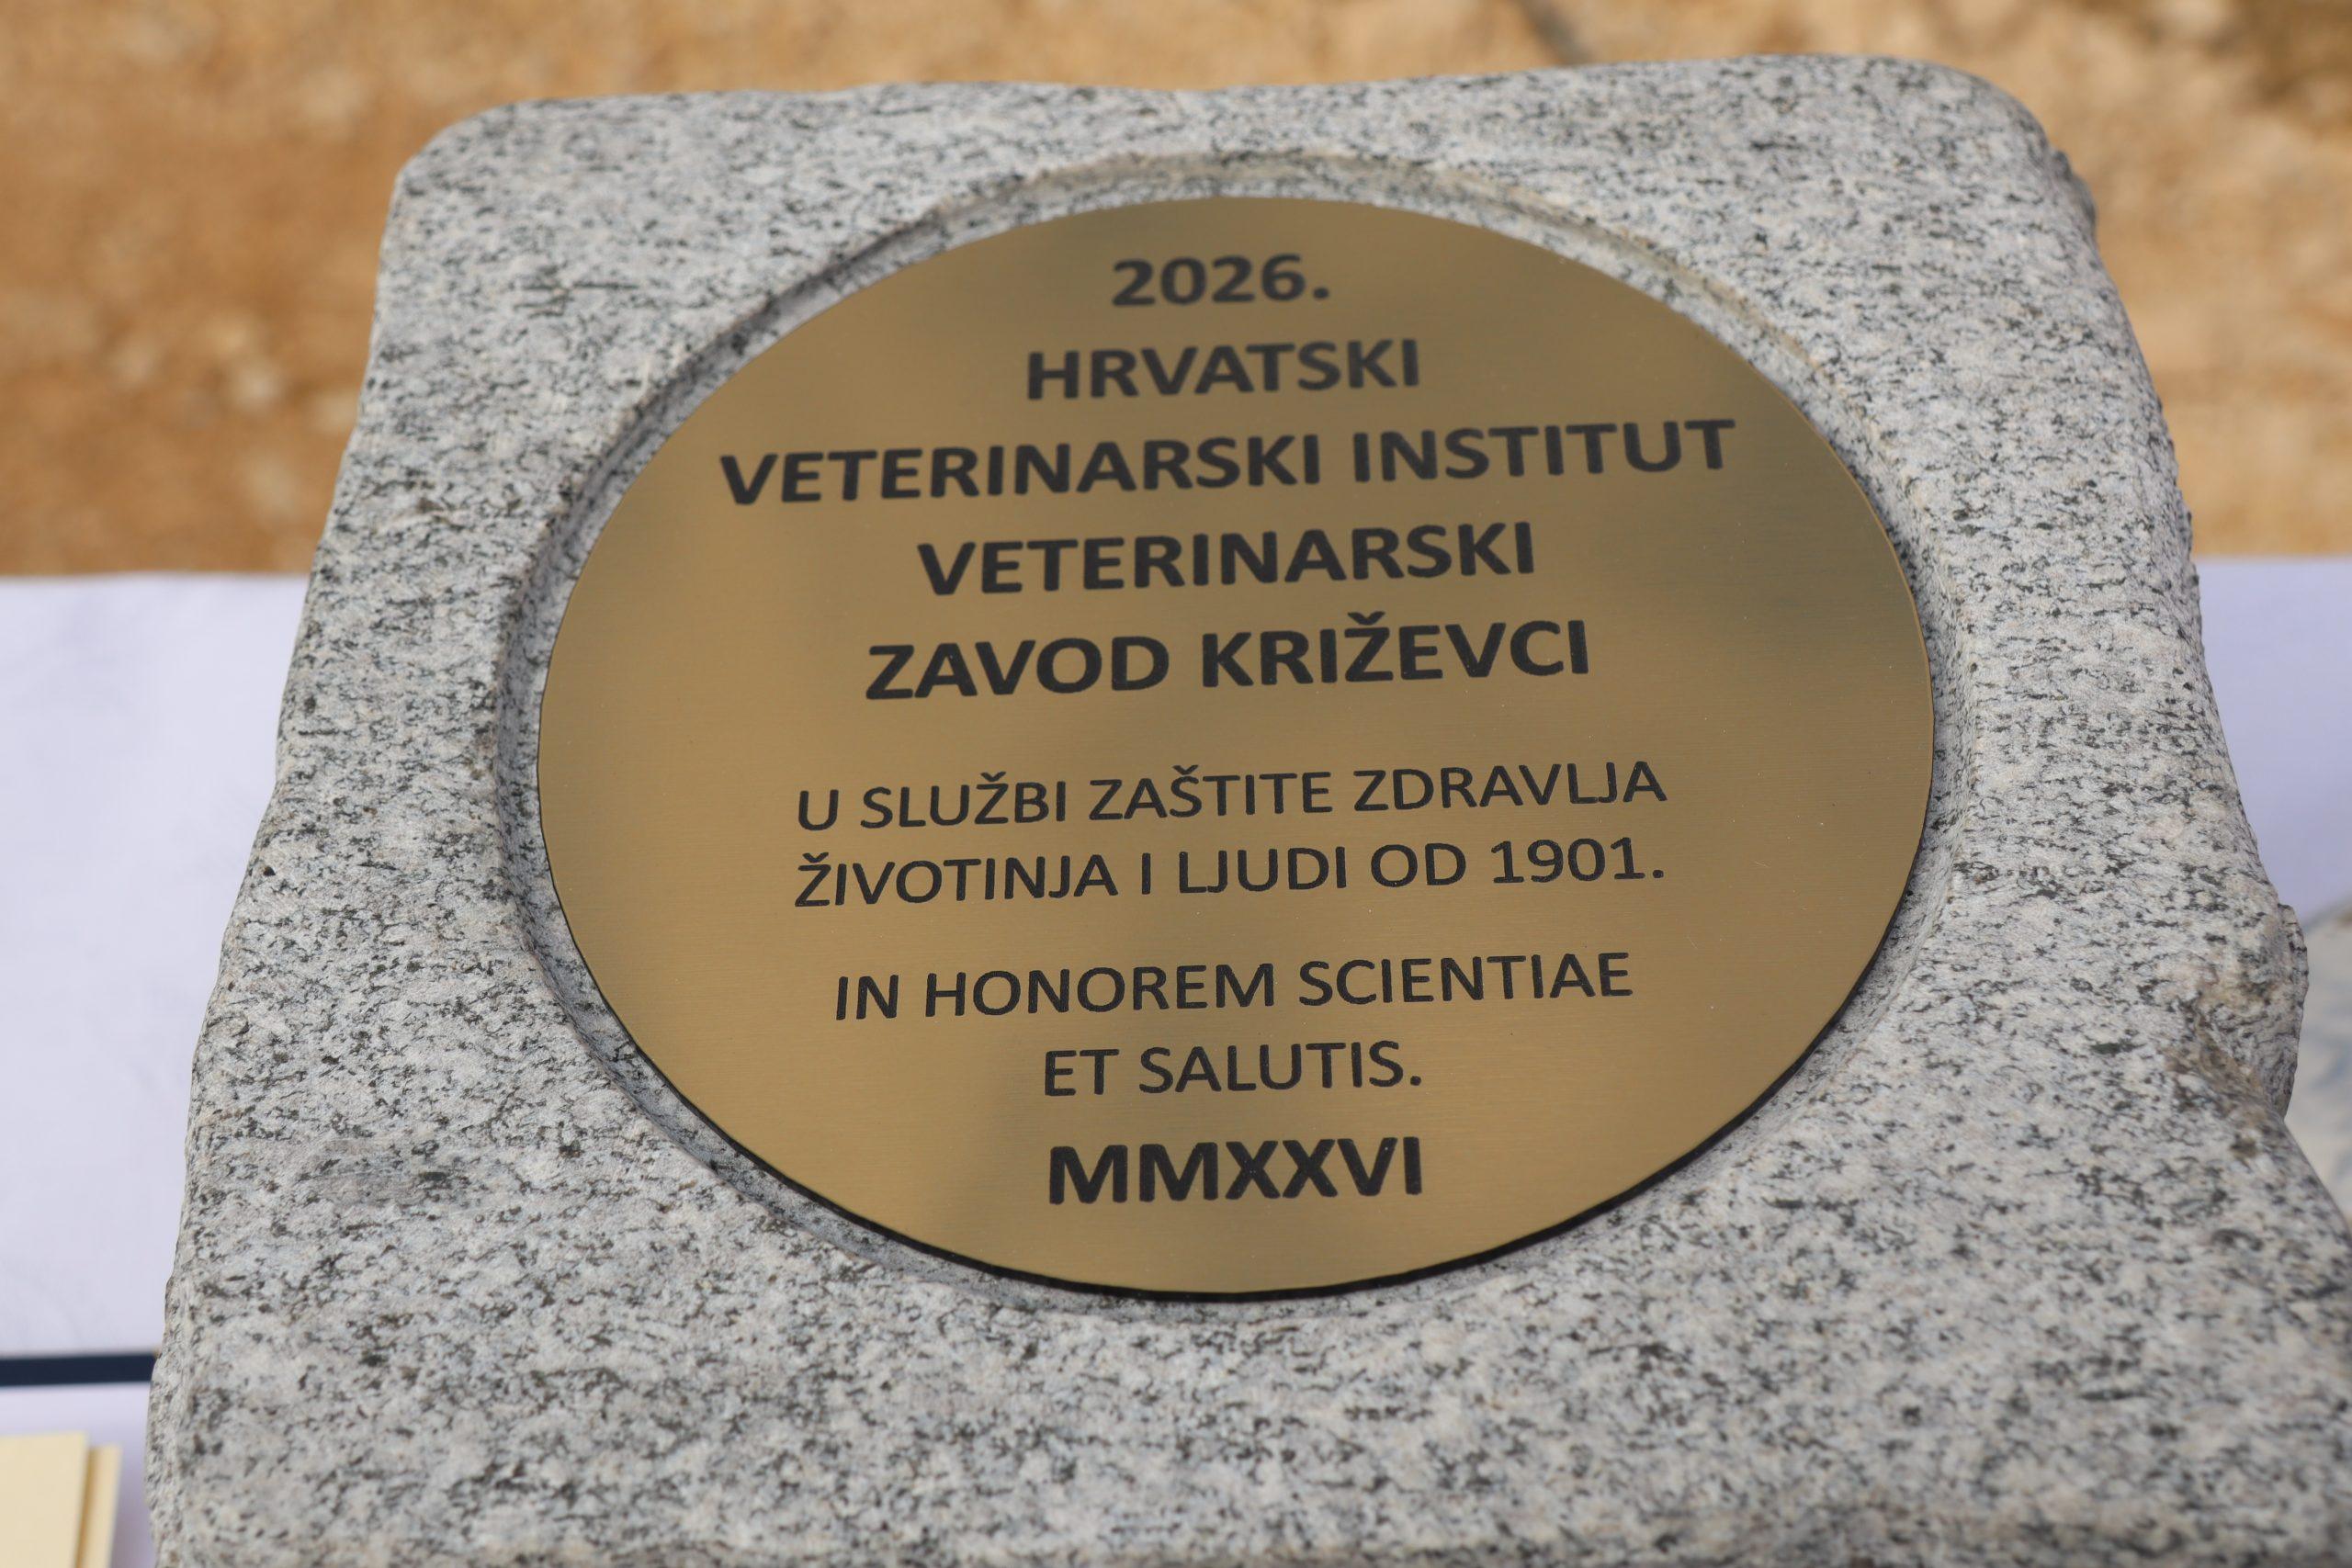 2026.
HRVATSKI
VETERINARSKI INSTITUT
VETERINARSKI
ZAVOD KRIŽEVCI
U SLUŽBI ZAŠTITE ZDRAVLJA
ŽIVOTINJA I LJUDI OD 1901.
IN HONOREM SCIENTIAE
ET SALUTIS.
MMXXVI